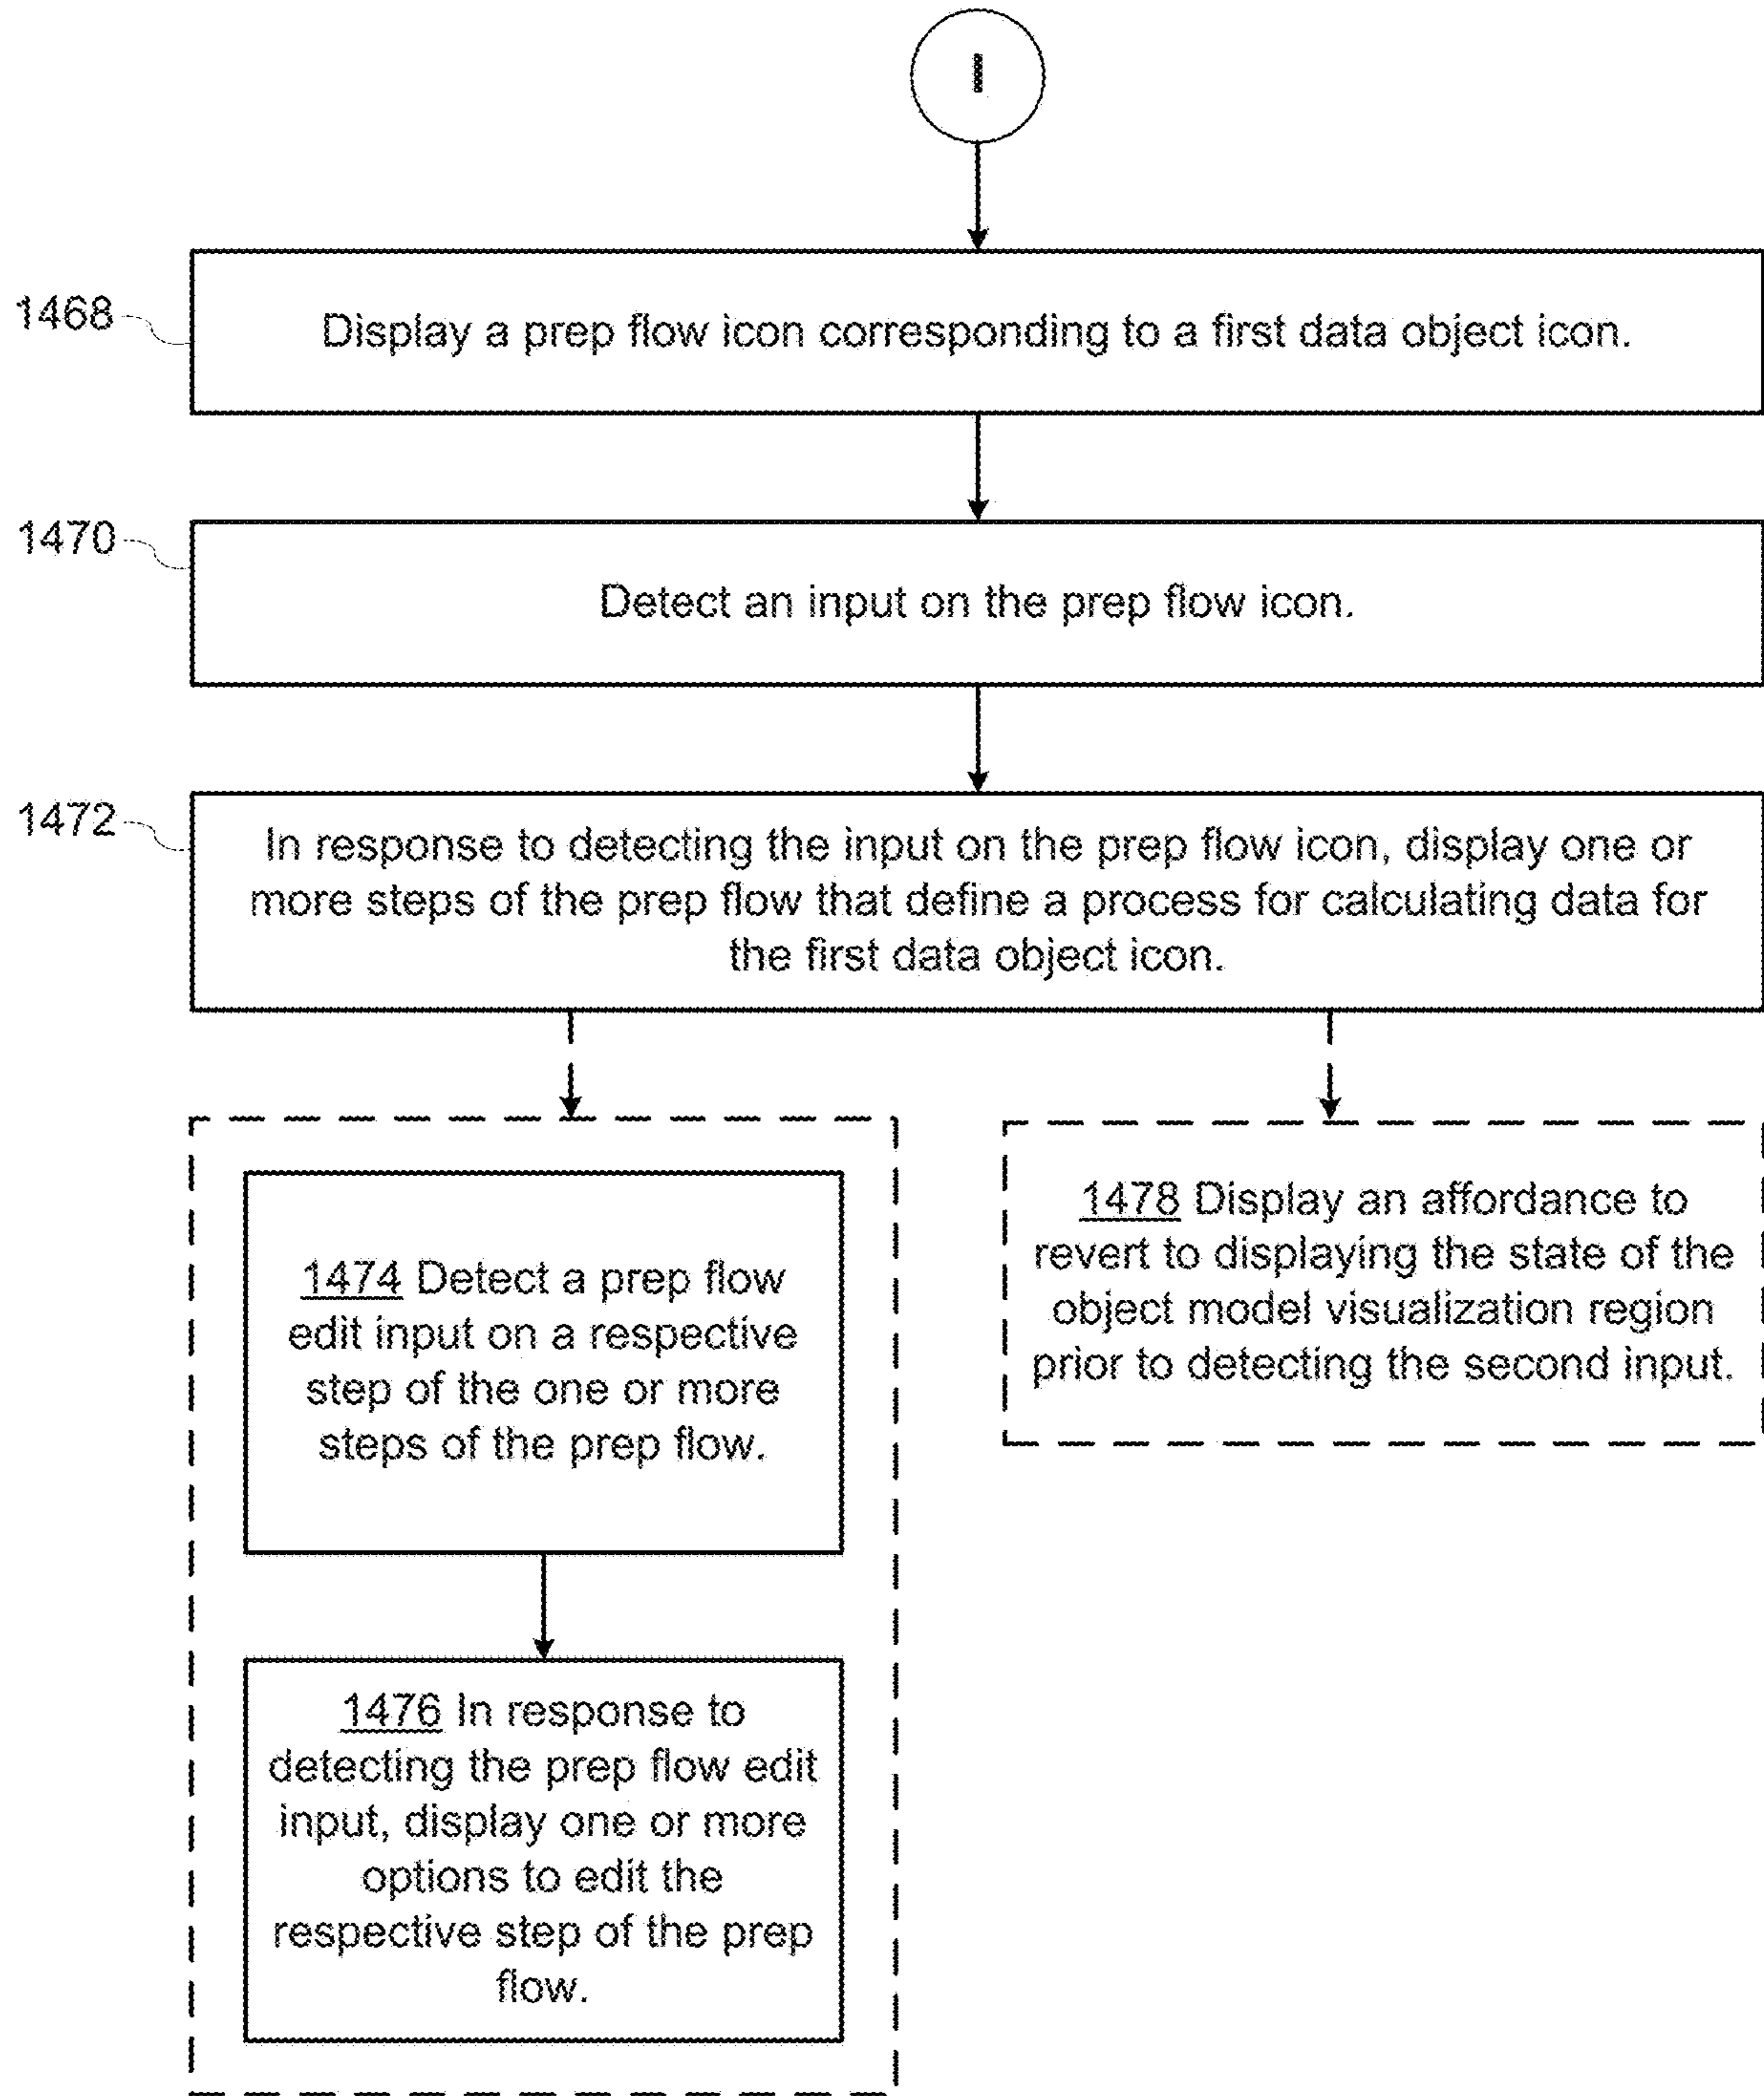 I
1468
Display a prep flow icon corresponding to a first data object icon.
1470
Detect an input on the prep flow icon.
1472
In response to detecting the input on the prep flow icon, display one or
more steps of the prep flow that define a process for calculating data for
the first data object icon.
1474 Detect a prep flow
edit input on a respective
step of the one or more
steps of the prep flow.
1476 In response to
detecting the prep flow edit
input, display one or more
options to edit the
respective step of the prep
flow.
1478 Display an affordance to
revert to displaying the state of the
object model visualization region
prior to detecting the second input.